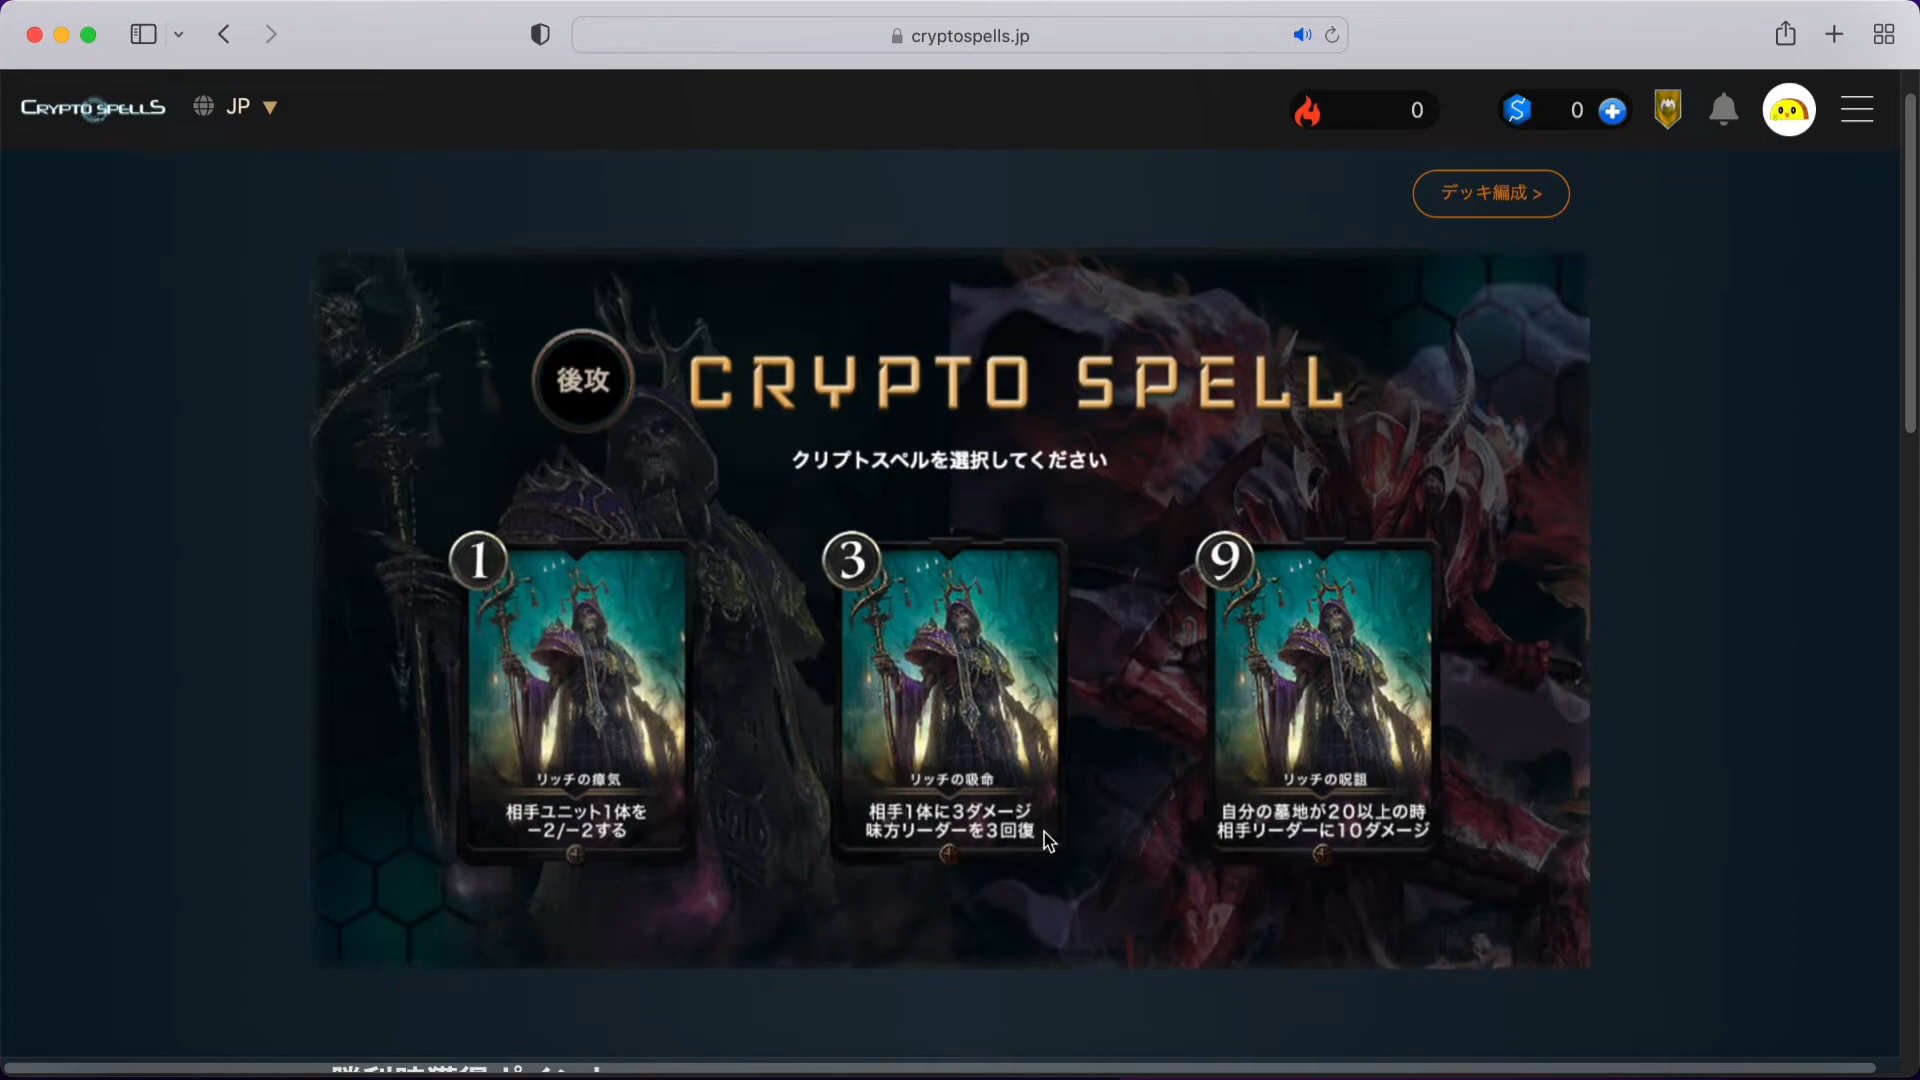 cryptospells.jp
CRYPTO SPELLS
JP
0
0
デッキ編成 >
後攻
CRYPTO SPELL
クリプトスペルを選択してください
1
リッチの瘴気
相手ユニット1体を
-2/-2する
3
リッチの吸命
相手1体に3ダメージ
味方リーダーを3回復
9
リッチの呪詛
自分の墓地が20以上の時
相手リーダーに10ダメージ